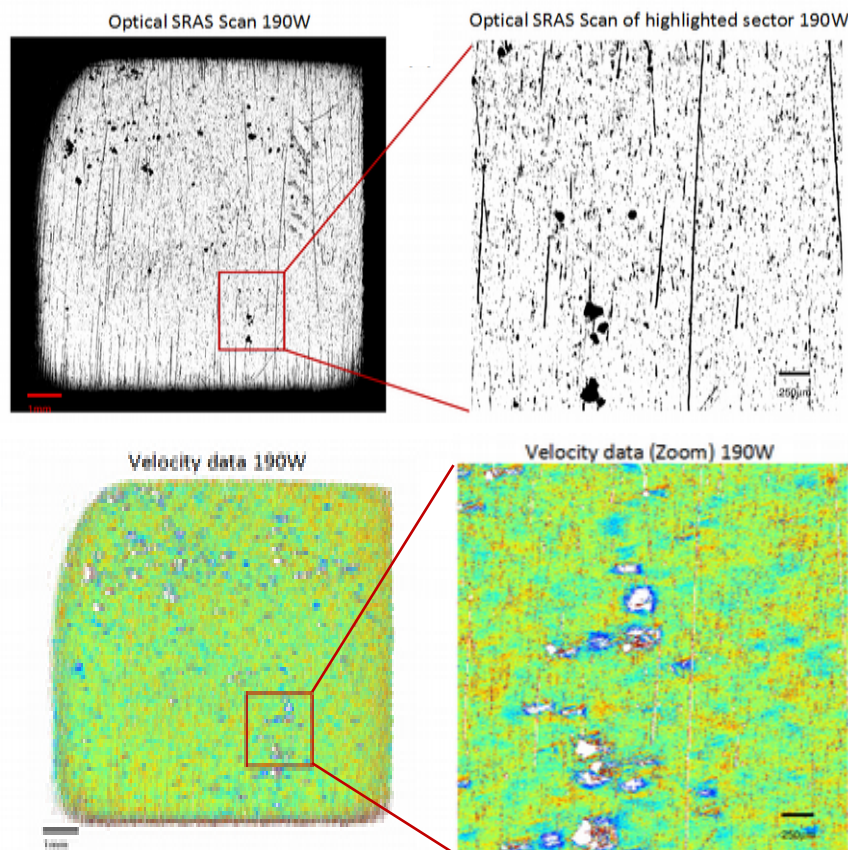 Optical SRAS Scan 190W
Optical SRAS Scan of highlighted sector 190W
1mm
250µm
Velocity data 190W
Velocity data (Zoom) 190W
1mm
250µm